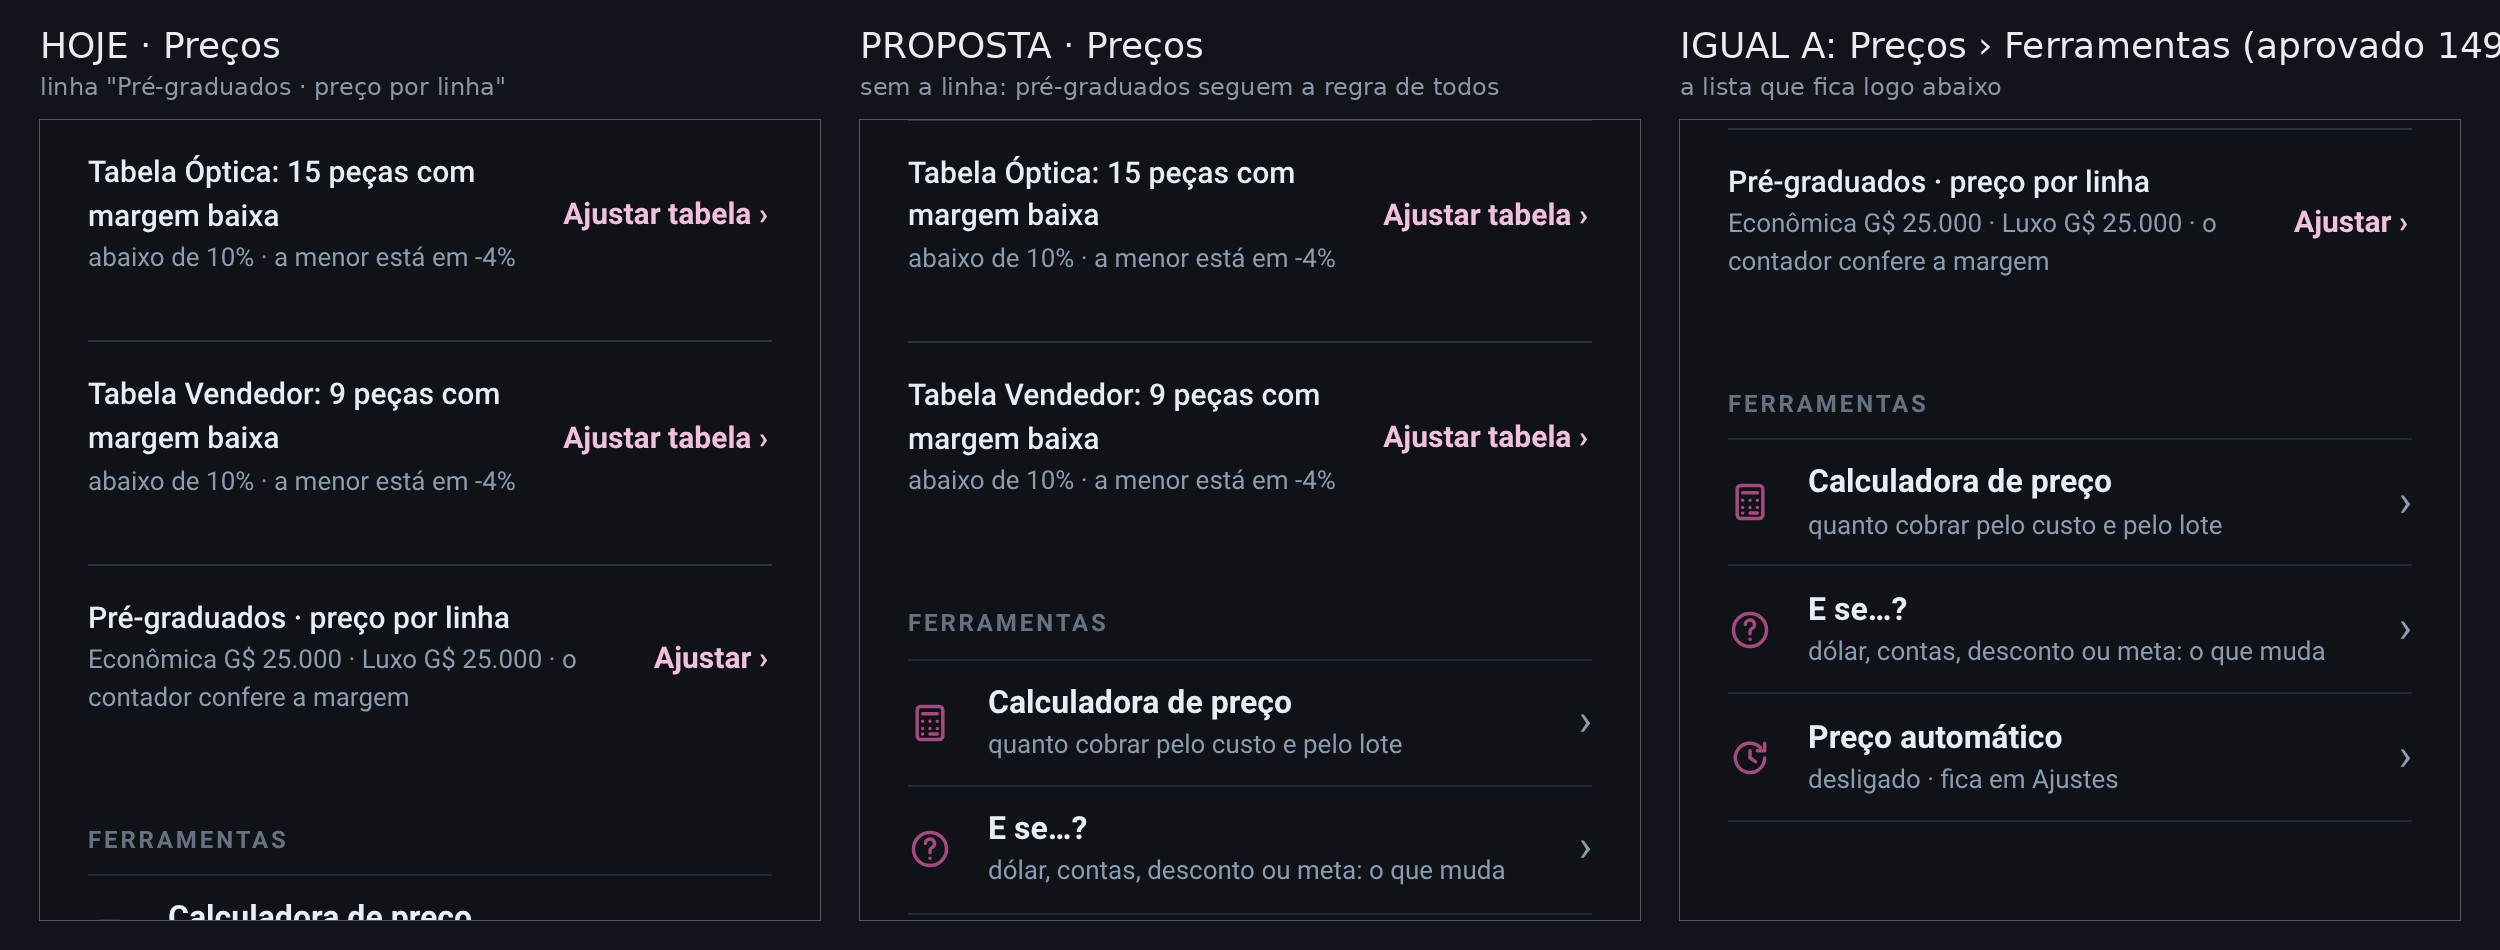 HOJE · Preços
linha "Pré-graduados · preço por linha"
Tabela Óptica: 15 peças com
margem baixa
Ajustar tabela ›
abaixo de 10% · a menor está em -4%
Tabela Vendedor: 9 peças com
margem baixa
Ajustar tabela ›
abaixo de 10% · a menor está em -4%
Pré-graduados · preço por linha
Econômica G$ 25.000 · Luxo G$ 25.000 · o
contador confere a margem
Ajustar ›
FERRAMENTAS
Calculadora de preço
PROPOSTA · Preços
sem a linha: pré-graduados seguem a regra de todos
Tabela Óptica: 15 peças com
margem baixa
Ajustar tabela ›
abaixo de 10% · a menor está em -4%
Tabela Vendedor: 9 peças com
margem baixa
Ajustar tabela ›
abaixo de 10% · a menor está em -4%
FERRAMENTAS
Calculadora de preço
quanto cobrar pelo custo e pelo lote
›
E se…?
dólar, contas, desconto ou meta: o que muda
›
IGUAL A: Preços › Ferramentas (aprovado 149
a lista que fica logo abaixo
Pré-graduados · preço por linha
Econômica G$ 25.000 · Luxo G$ 25.000 · o
contador confere a margem
Ajustar ›
FERRAMENTAS
Calculadora de preço
quanto cobrar pelo custo e pelo lote
›
E se…?
dólar, contas, desconto ou meta: o que muda
›
Preço automático
desligado · fica em Ajustes
›